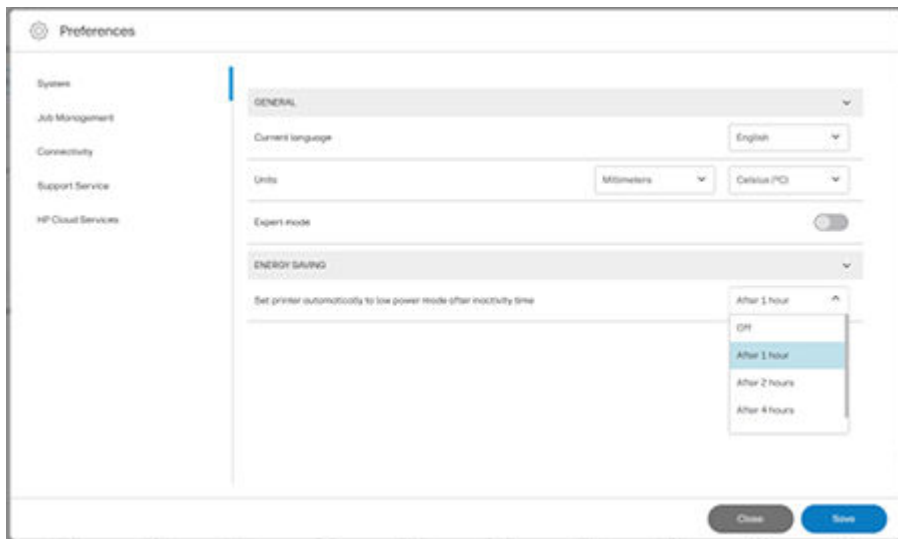 Preferences
System
Job Management
Connectivity
Support Service
HP Cloud Services
GENERAL
Current language English
Units Millimeters Celsius (ºC)
Expert mode
ENERGY SAVING
Set printer automatically to low power mode after inactivity time After 1 hour
Off
After 1 hour
After 2 hours
After 4 hours
Close Save